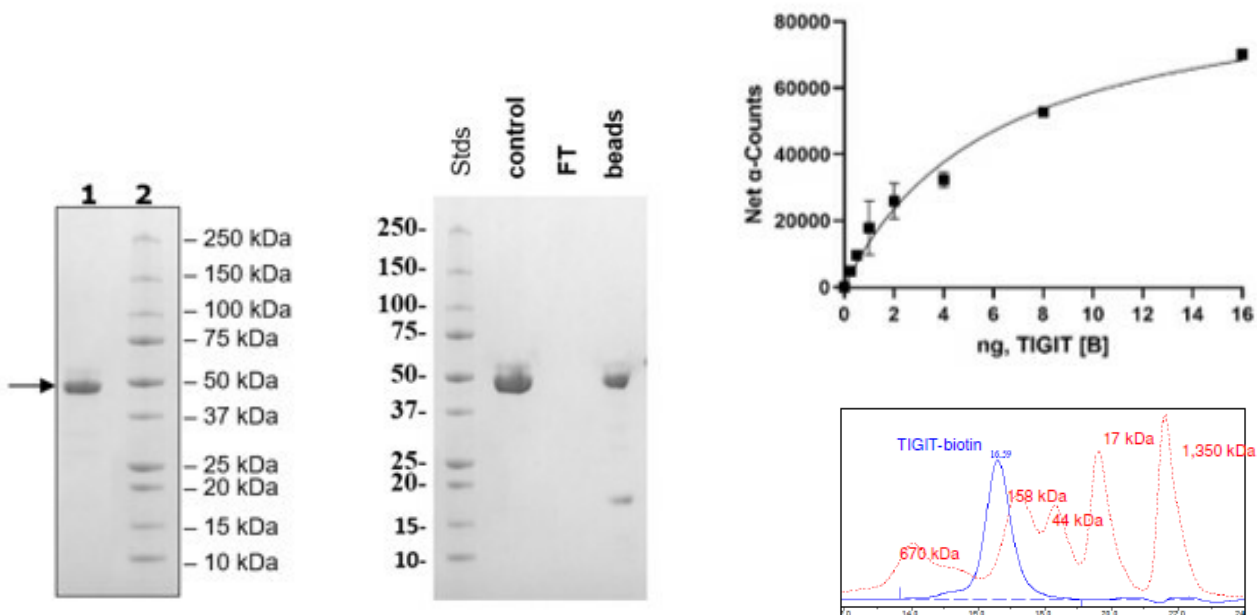 1 2
250 kDa
150 kDa
100 kDa
75 kDa
50 kDa
37 kDa
25 kDa
20 kDa
15 kDa
10 kDa
Stds control FT beads
250-
150-
100-
75-
50-
37-
25-
20-
15-
10-
Net α-Counts
80000
60000
40000
20000
0
0 2 4 6 8 10 12 14 16
ng, TIGIT [B]
TIGIT-biotin
16.59
670 kDa
158 kDa
44 kDa
17 kDa
1,350 kDa